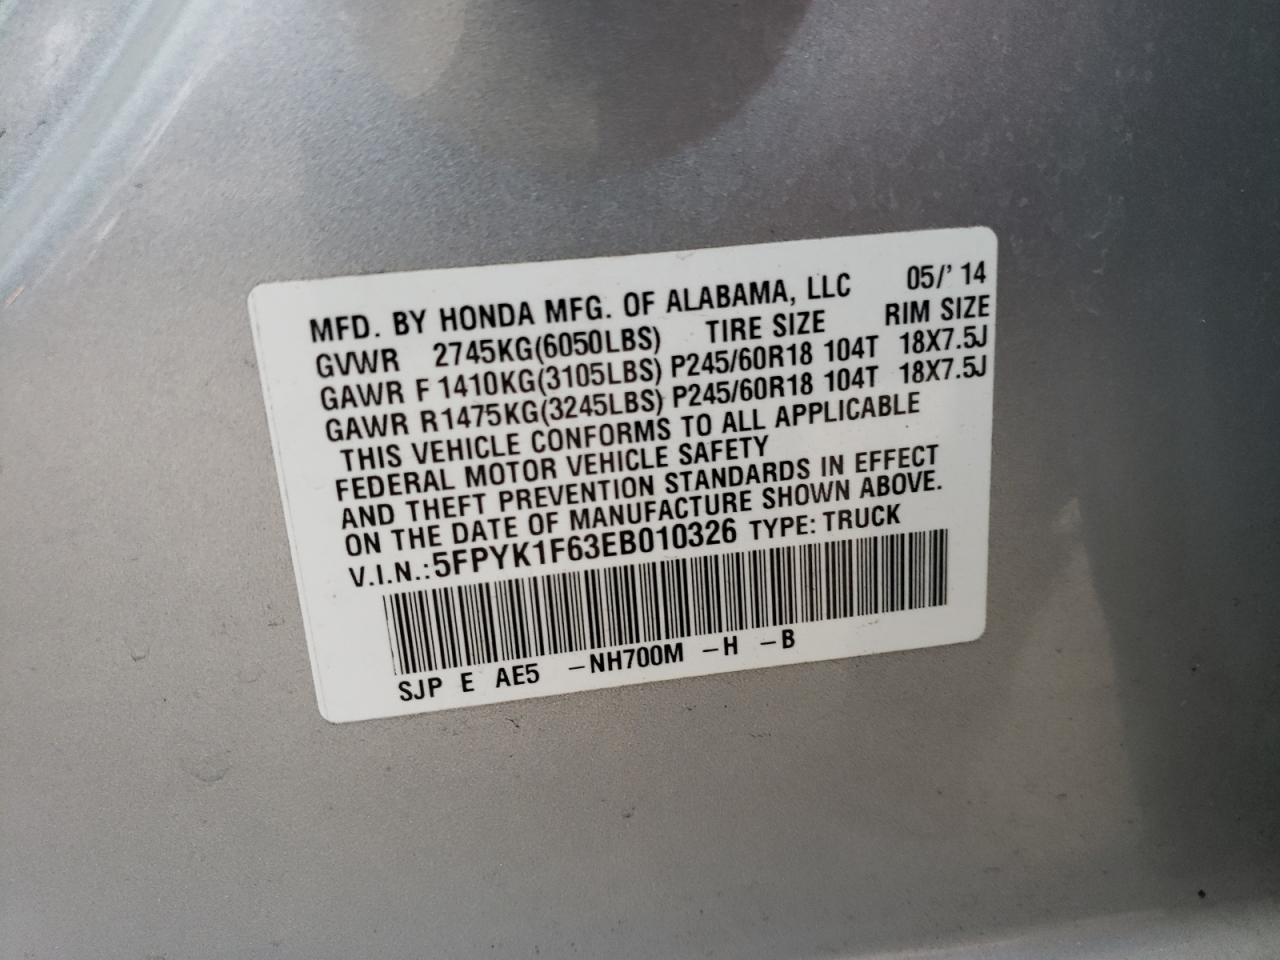 MFD. BY HONDA MFG. OF ALABAMA, LLC 05/' 14
GVWR 2745KG(6050LBS) TIRE SIZE RIM SIZE
GAWR F 1410KG(3105LBS) P245/60R18 104T 18X7.5J
GAWR R1475KG(3245LBS) P245/60R18 104T 18X7.5J
THIS VEHICLE CONFORMS TO ALL APPLICABLE
FEDERAL MOTOR VEHICLE SAFETY
AND THEFT PREVENTION STANDARDS IN EFFECT
ON THE DATE OF MANUFACTURE SHOWN ABOVE.
V.I.N.:5FPYK1F63EB010326 TYPE: TRUCK
SJP E AE5 –NH700M –H –B